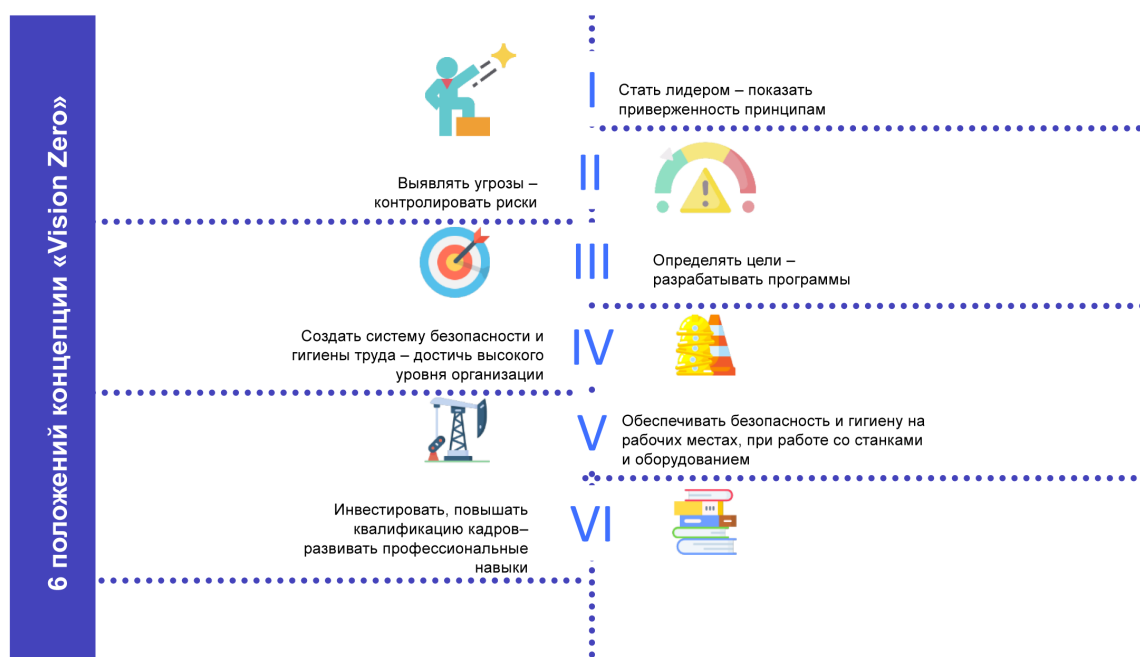 6 положений концепции «Vision Zero»
I
Стать лидером – показать
приверженность принципам
II
Выявлять угрозы –
контролировать риски
III
Определять цели –
разрабатывать программы
IV
Создать систему безопасности и
гигиены труда – достичь высокого
уровня организации
V
Обеспечивать безопасность и гигиену на
рабочих местах, при работе со станками
и оборудованием
VI
Инвестировать, повышать
квалификацию кадров–
развивать профессиональные
навыки